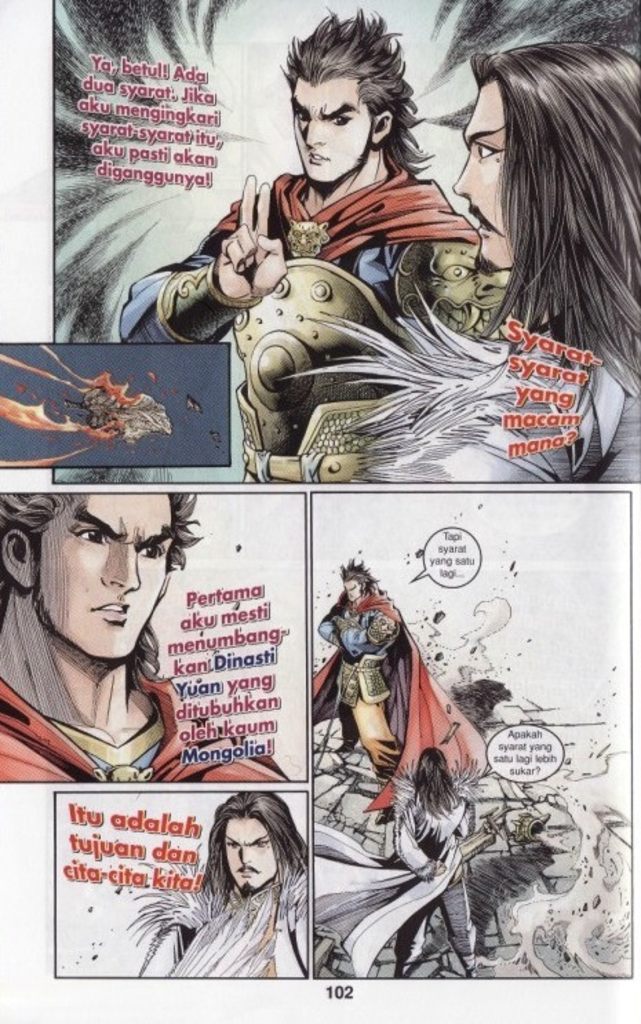 Ya, betul! Ada
dua syarat. Jika
aku mengingkari
syarat-syarat itu,
aku pasti akan
diganggunya!
Syarat-
syarat
yang
macam
mana?
Pertama
aku mesti
menumbang-
kan Dinasti
Yuan yang
ditubuhkan
oleh kaum
Mongolia!
Itu adalah
tujuan dan
cita-cita kita!
Tapi
syarat
yang satu
lagi...
Apakah
syarat yang
satu lagi lebih
sukar?
102